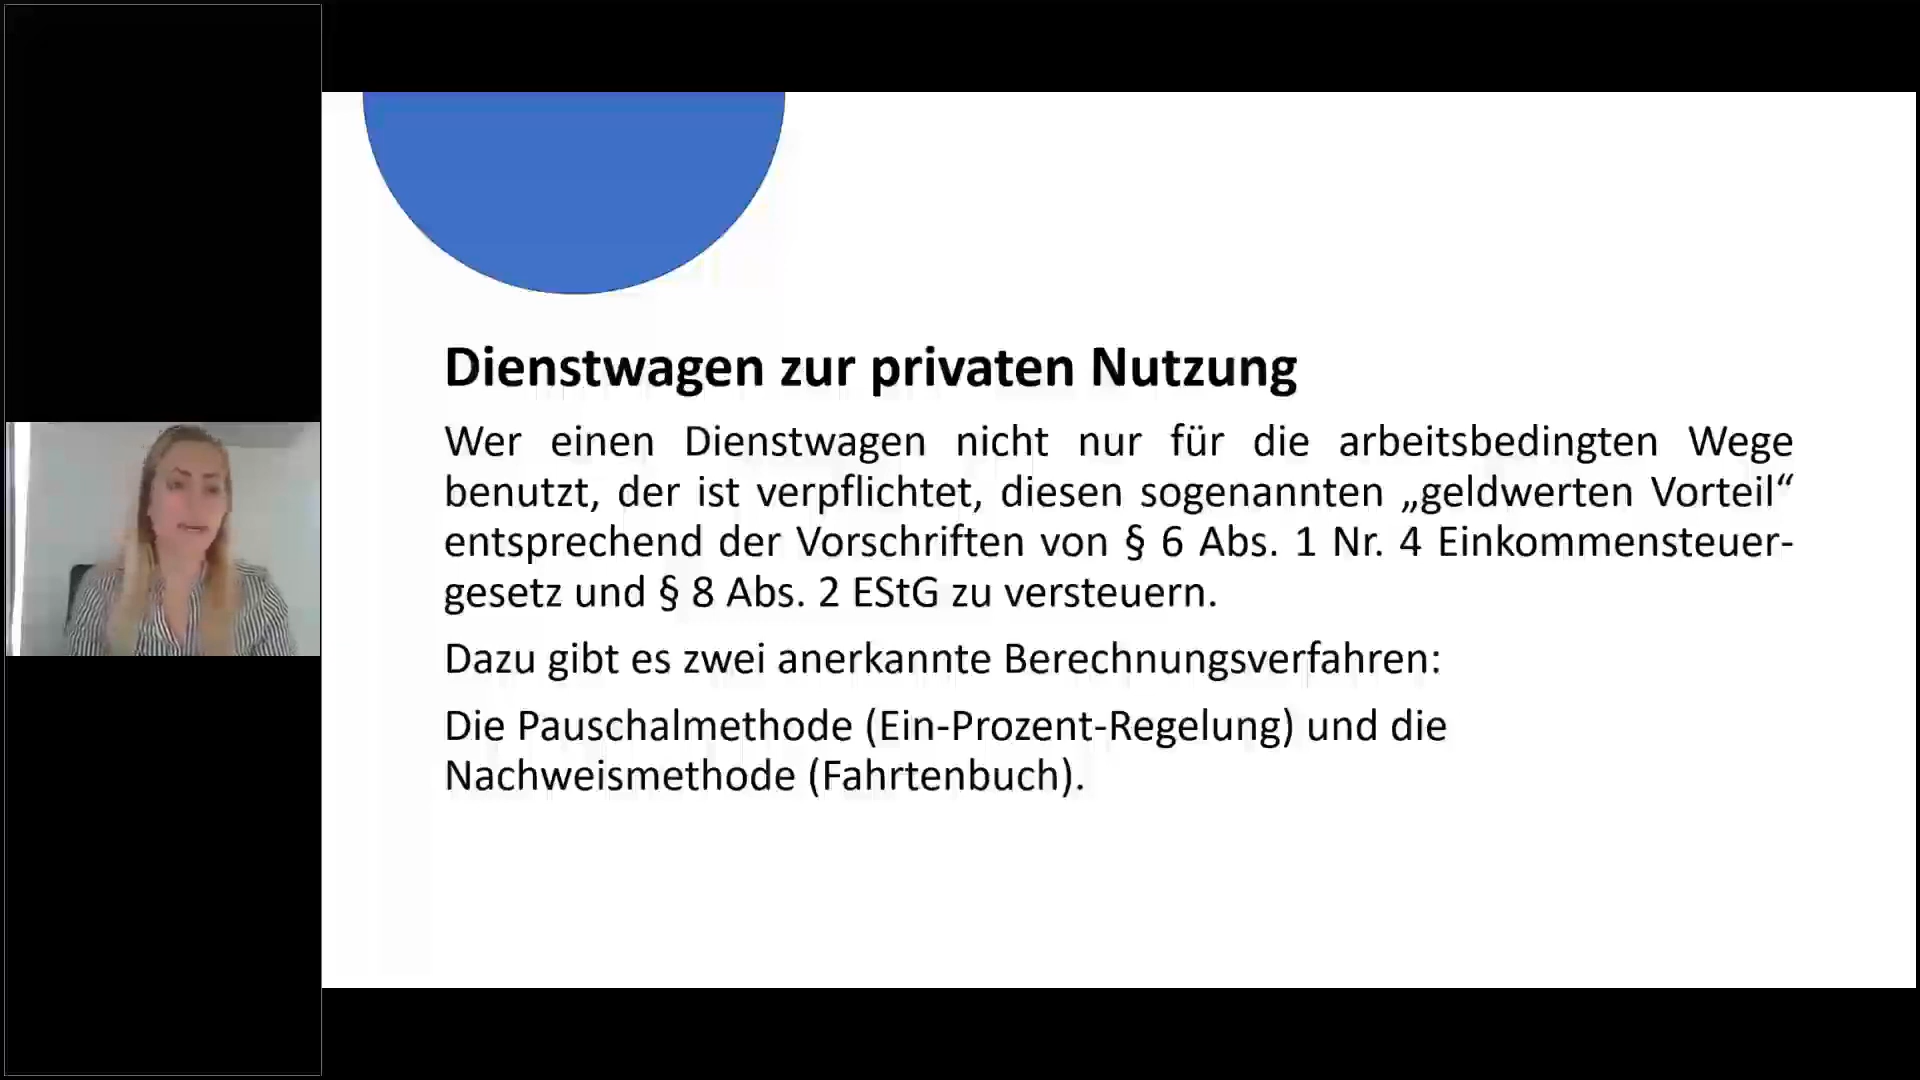 Dienstwagen zur privaten Nutzung
Wer einen Dienstwagen nicht nur für die arbeitsbedingten Wege
benutzt, der ist verpflichtet, diesen sogenannten „geldwerten Vorteil“
entsprechend der Vorschriften von § 6 Abs. 1 Nr. 4 Einkommensteuer-
gesetz und § 8 Abs. 2 EStG zu versteuern.
Dazu gibt es zwei anerkannte Berechnungsverfahren:
Die Pauschalmethode (Ein-Prozent-Regelung) und die
Nachweismethode (Fahrtenbuch).